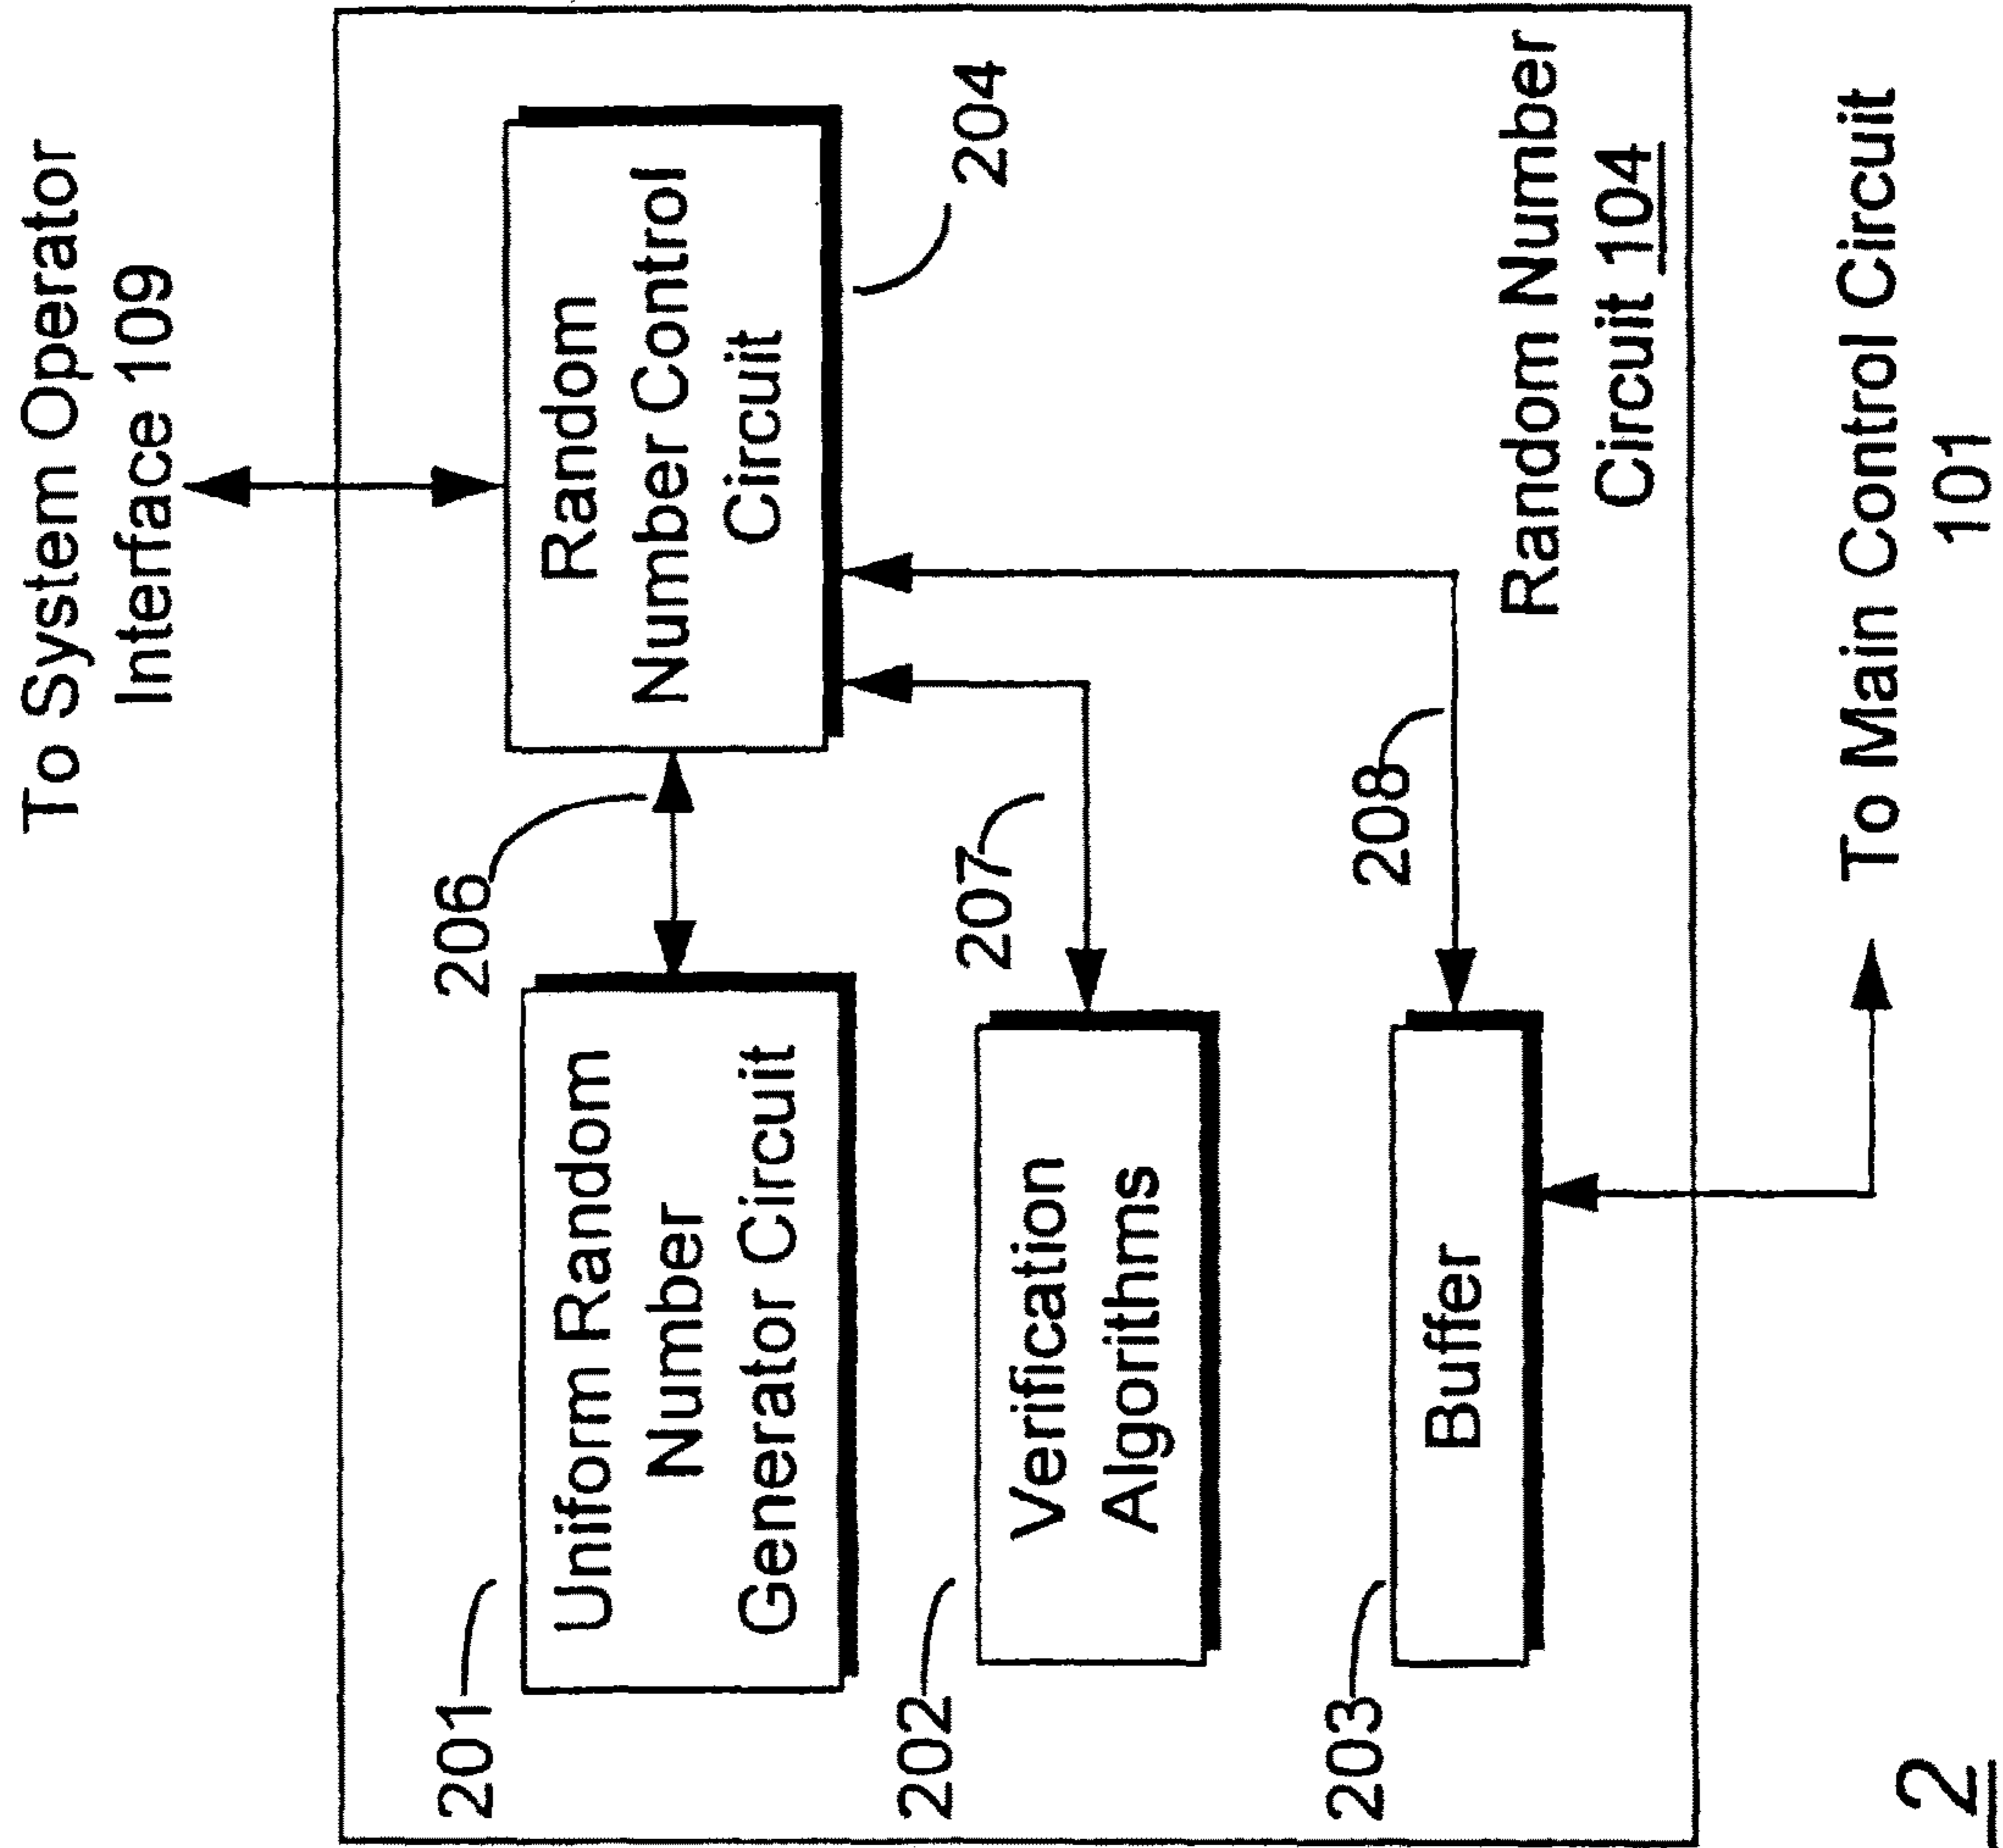 To System Operator
Interface 109
201
Uniform Random
Number
Generator Circuit
206
Random
Number Control
Circuit
204
202
Verification
Algorithms
207
203
Buffer
208
Random Number
Circuit 104
To Main Control Circuit
101
2